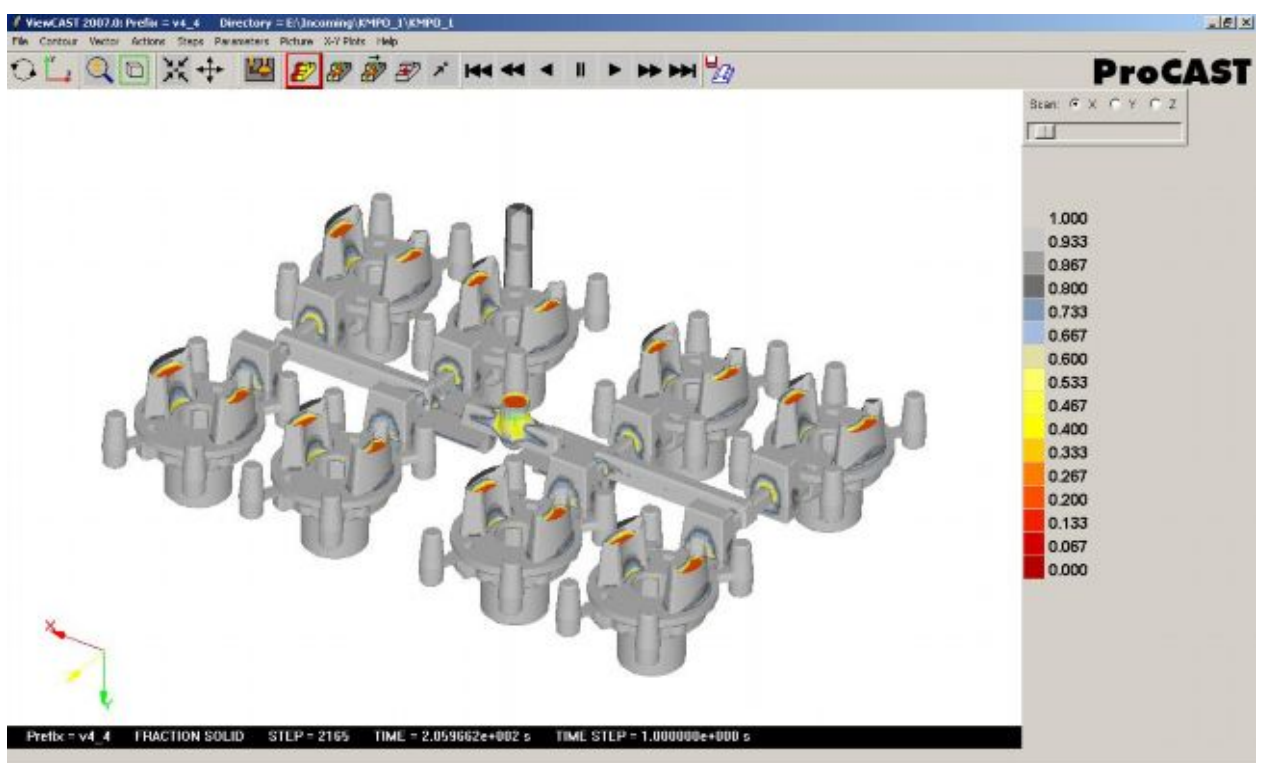 ViewCAST 2007.0: Prefix = v4_4 Directory = E:\Incoming\KMPO_1\KMPO_1
File Contour Vector Actions Steps Parameters Picture X-Y Plots Help
ProCAST
Scan: X Y Z
1.000
0.933
0.867
0.800
0.733
0.667
0.600
0.533
0.467
0.400
0.333
0.267
0.200
0.133
0.067
0.000
X
Y
Prefix = v4_4 FRACTION SOLID STEP = 2165 TIME = 2.059662e+002 s TIME STEP = 1.000000e+000 s